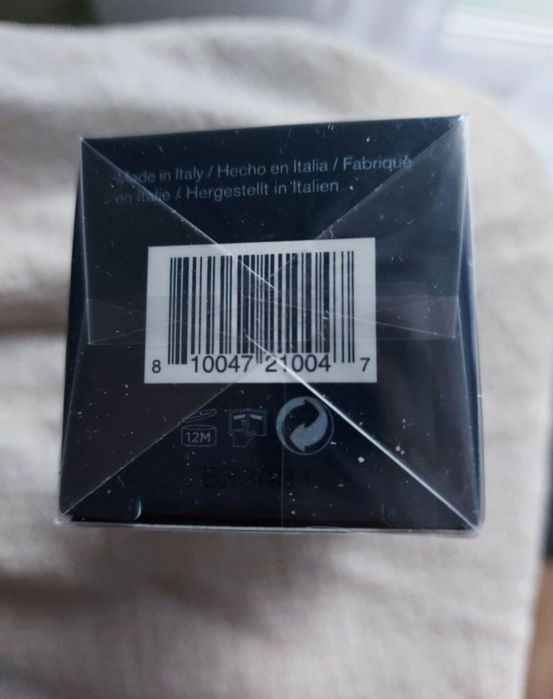 Made in Italy / Hecho en Italia / Fabriqué
en Italie / Hergestellt in Italien
8 10047 21004 7
12M